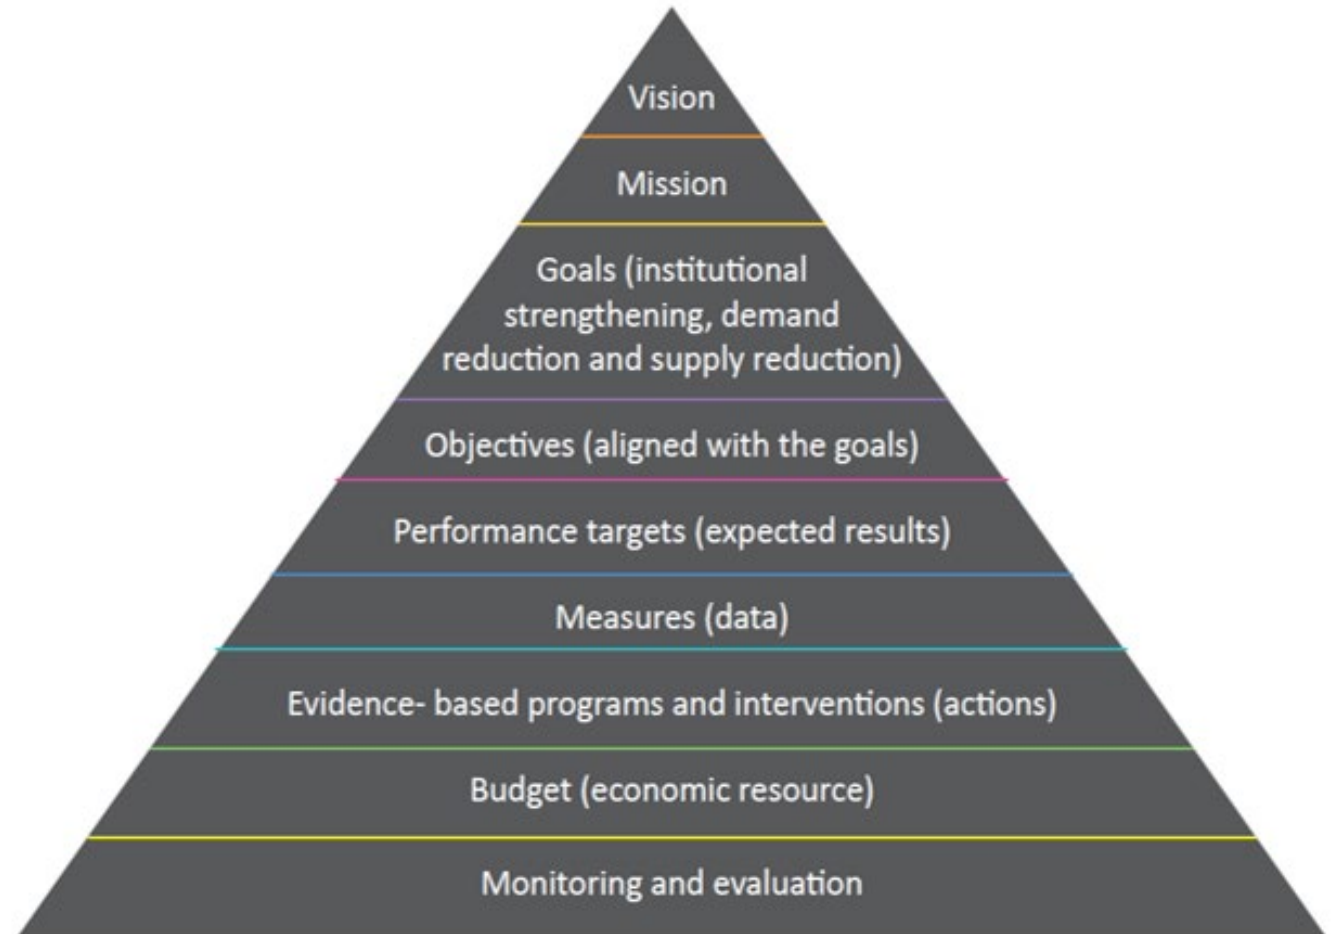 Vision
Mission
Goals (institutional
strengthening, demand
reduction and supply reduction)
Objectives (aligned with the goals)
Performance targets (expected results)
Measures (data)
Evidence- based programs and interventions (actions)
Budget (economic resource)
Monitoring and evaluation